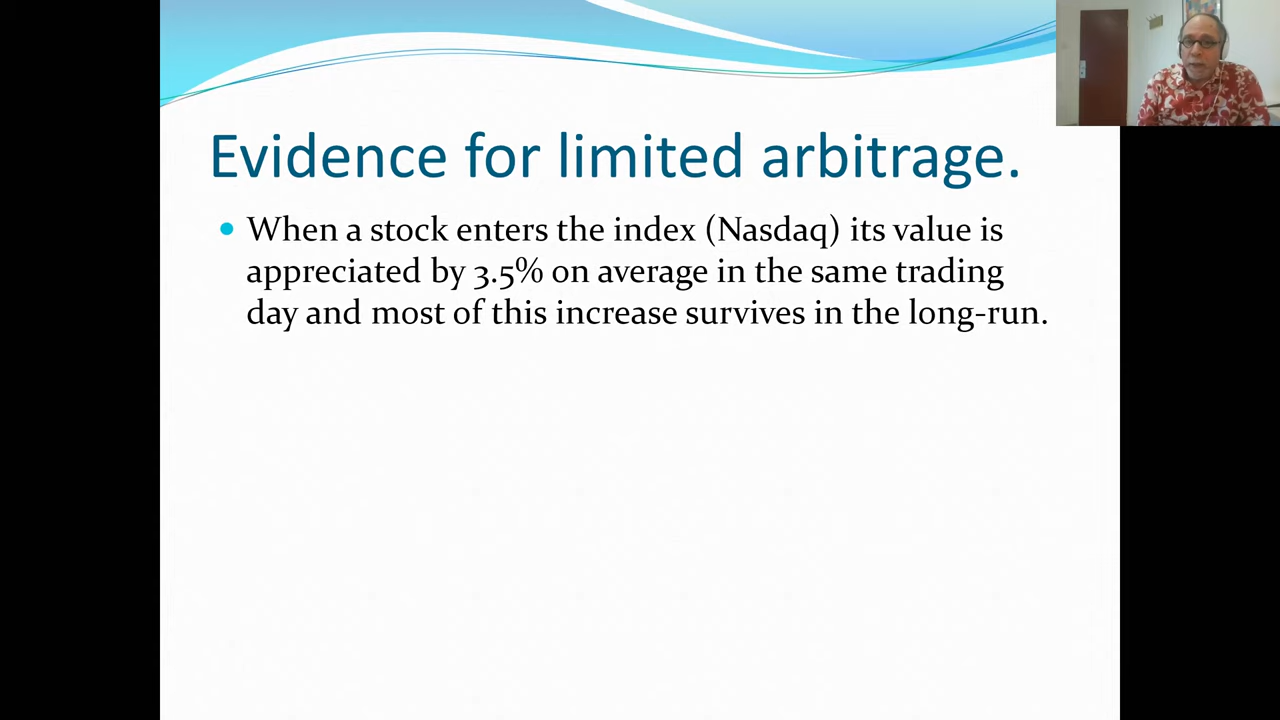 Evidence for limited arbitrage.
When a stock enters the index (Nasdaq) its value is
appreciated by 3.5% on average in the same trading
day and most of this increase survives in the long-run.